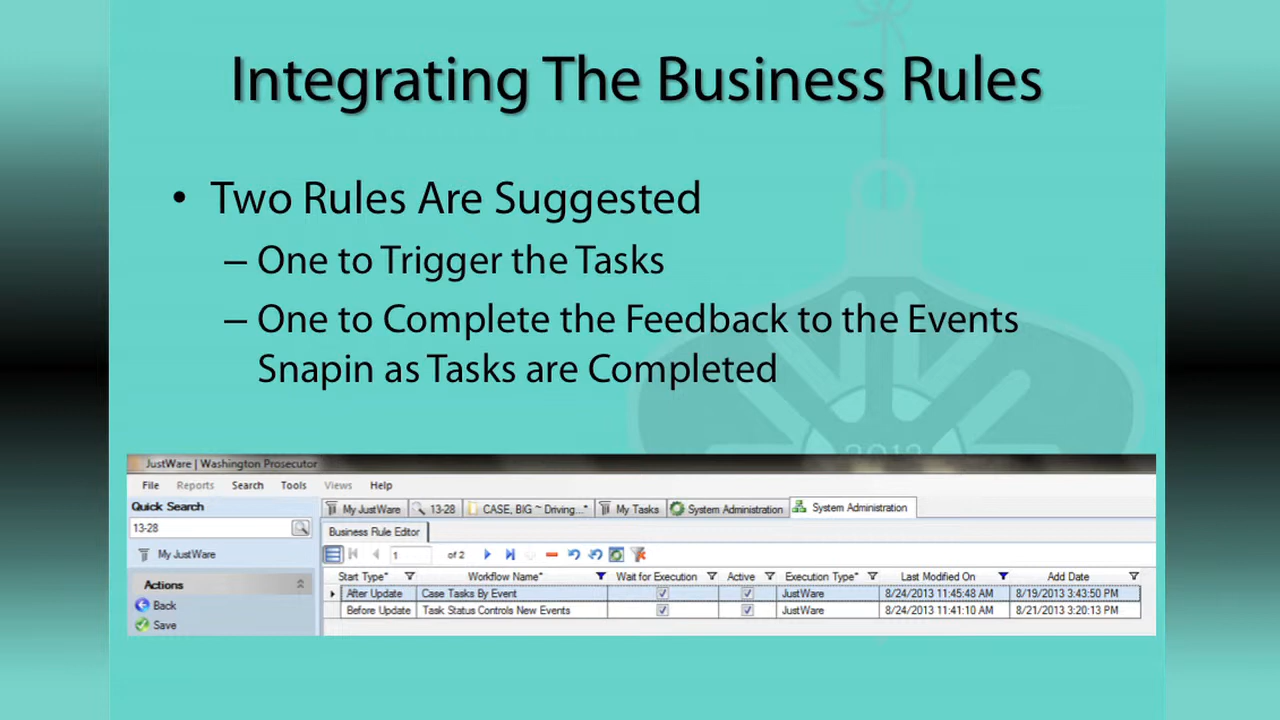 Integrating The Business Rules
• Two Rules Are Suggested
– One to Trigger the Tasks
– One to Complete the Feedback to the Events
Snapin as Tasks are Completed
2013
JustWare | Washington Prosecutor
File Reports Search Tools Views Help
Quick Search
My JustWare 13-28 CASE, BIG ~ Driving...* My Tasks System Administration System Administration
13-28
Business Rule Editor
My JustWare
1 of 2
Actions
Start Type* Workflow Name* Wait for Execution Active Execution Type* Last Modified On Add Date
After Update Case Tasks By Event JustWare 8/24/2013 11:45:48 AM 8/19/2013 3:43:50 PM
Back
Before Update Task Status Controls New Events JustWare 8/24/2013 11:41:10 AM 8/21/2013 3:20:13 PM
Save